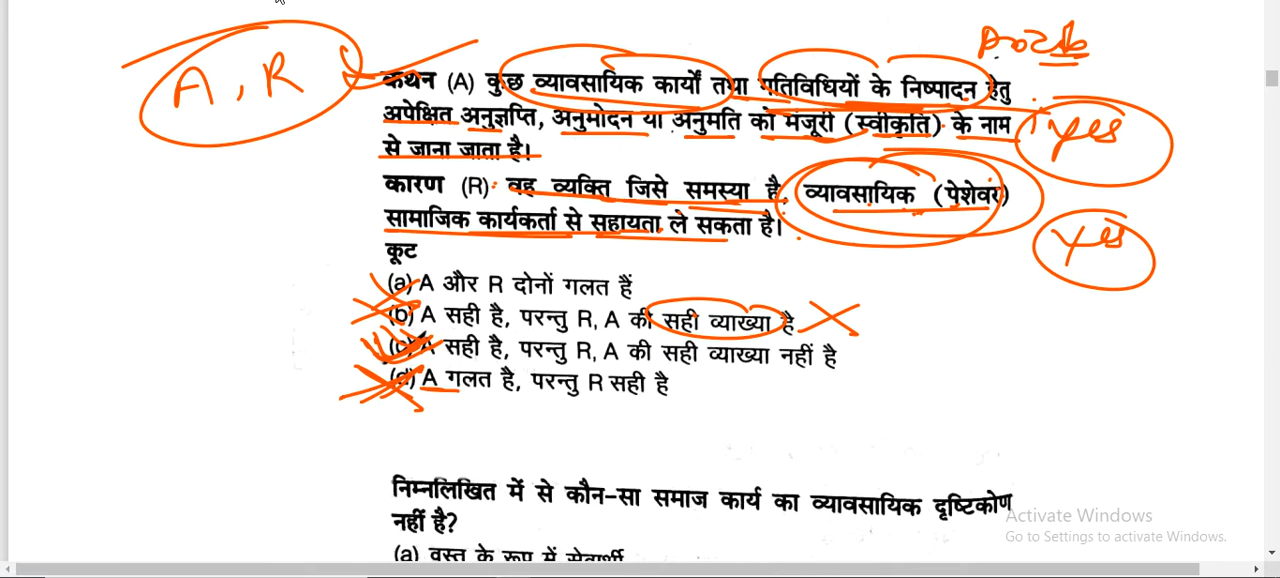 A, R
कथन (A) कुछ व्यावसायिक कार्यों तथा गतिविधियों के निष्पादन हेतु
अपेक्षित अनुज्ञप्ति, अनुमोदन या अनुमति को मंजूरी (स्वीकृति) के नाम
yes
से जाना जाता है।
कारण (R) वह व्यक्ति जिसे समस्या है, व्यावसायिक (पेशेवर)
सामाजिक कार्यकर्ता से सहायता ले सकता है।
yes
कूट
(a) A और R दोनों गलत हैं
(b) A सही है, परन्तु R, A की सही व्याख्या है
(c) A सही है, परन्तु R, A की सही व्याख्या नहीं है
(d) A गलत है, परन्तु R सही है
निम्नलिखित में से कौन-सा समाज कार्य का व्यावसायिक दृष्टिकोण
नहीं है?
Activate Windows
Go to Settings to activate Windows.
(a) वस्तु के रूप में सेवार्थी